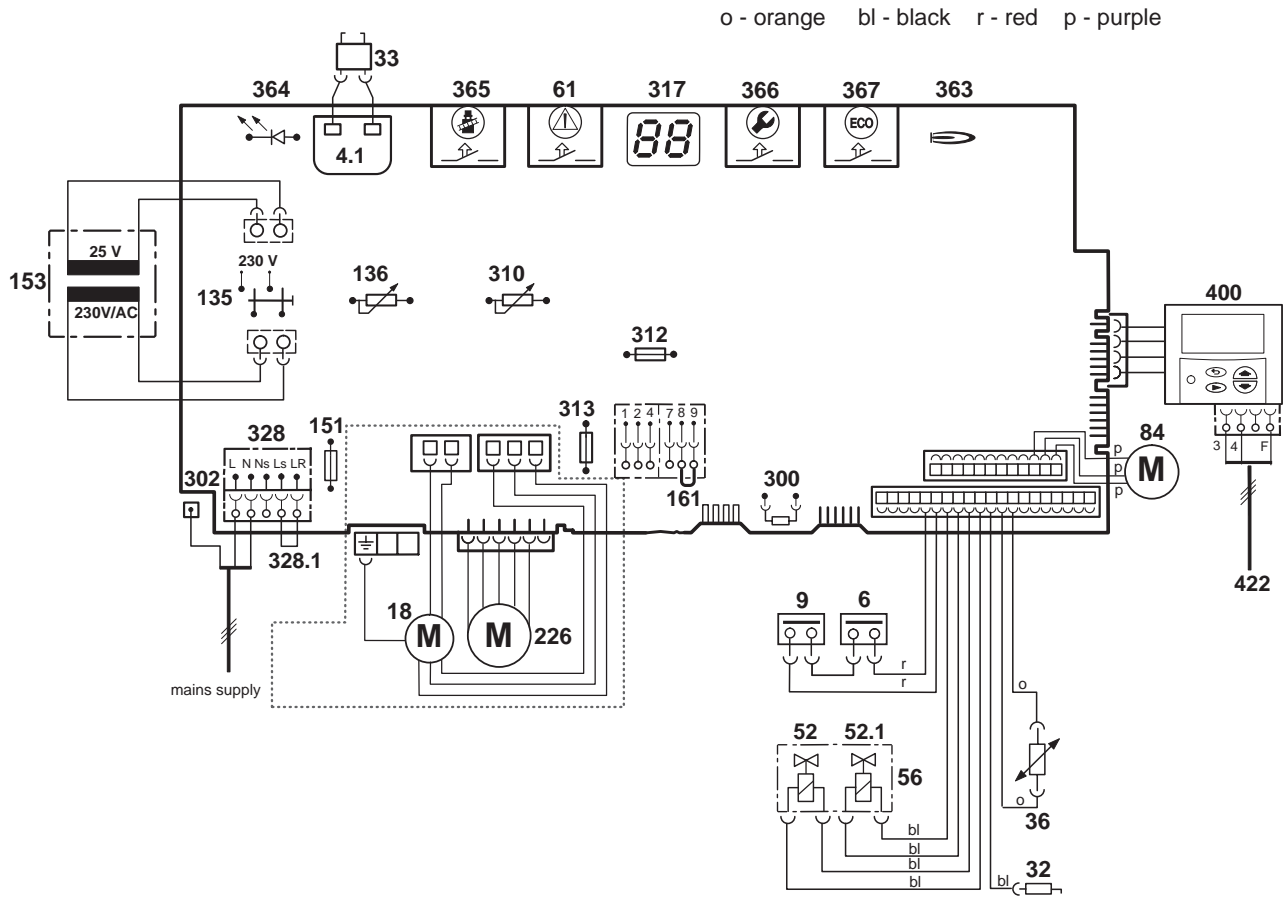 o - orange bl - black r - red p - purple
33
364 365 61 317 366 367 363
ECO
88
4.1
25 V
153
230 V
135
230V/AC
136 310
400
312
313
1 2 4 7 8 9
151
328
L N Ns Ls LR
302
161
300
84
p
p
p
M
3 4 F
328.1
422
18
M
M
226
9 6
r
r
mains supply
o
52 52.1
56
o
36
bl
bl
bl
bl
bl
32